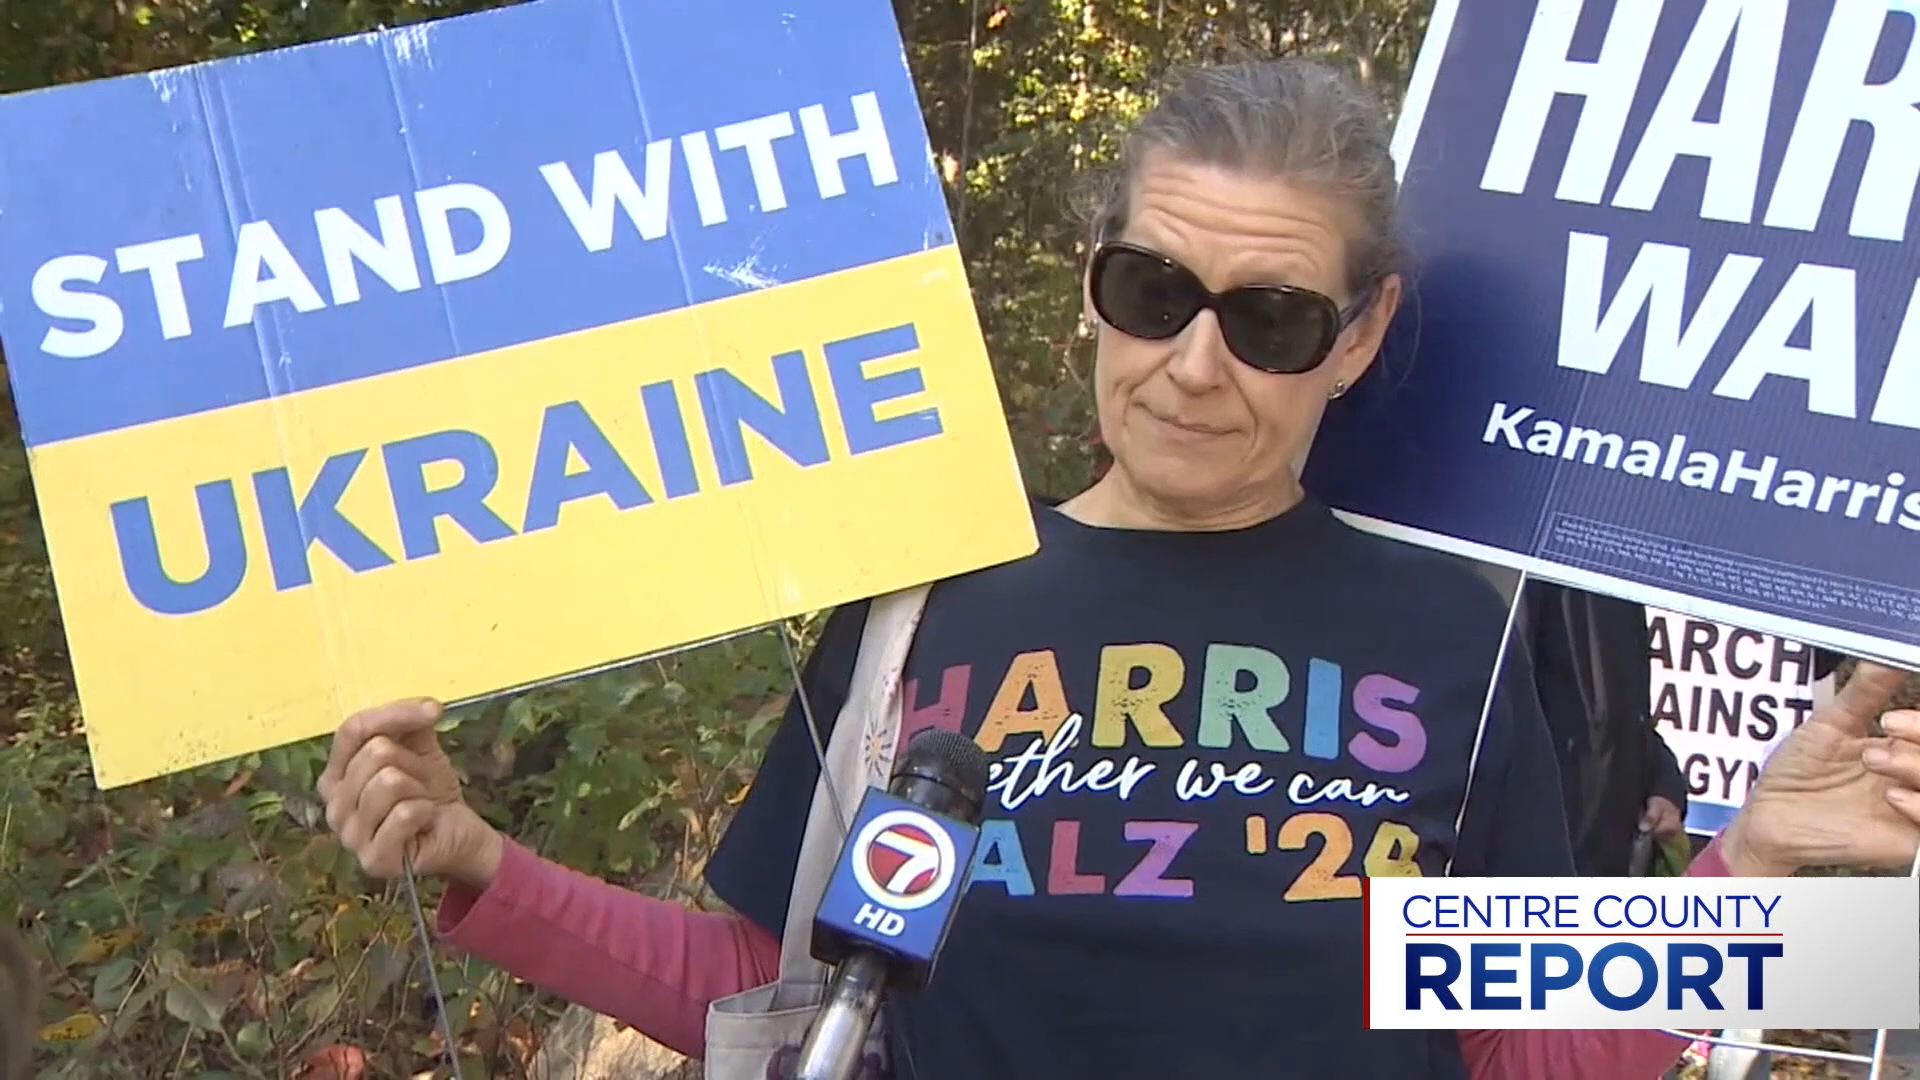 STAND WITH
UKRAINE
HAR
WA
KamalaHarris
ARCH
AINST
OGYN
HARRIS
ether we can
ALZ '24
7
HD
CENTRE COUNTY
REPORT